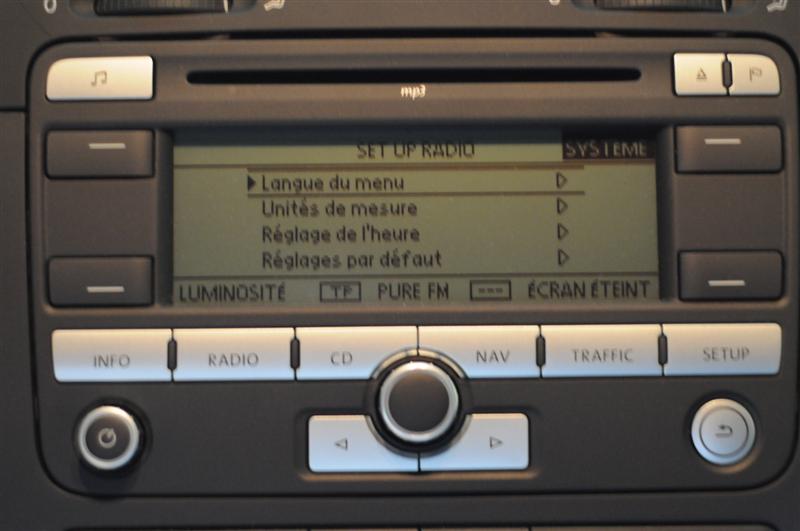 mp3
SET UP RADIO SYSTEME
Langue du menu
Unités de mesure
Réglage de l'heure
Réglages par défaut
LUMINOSITÉ TP PURE FM --- ÉCRAN ÉTEINT
INFO RADIO CD NAV TRAFFIC SETUP